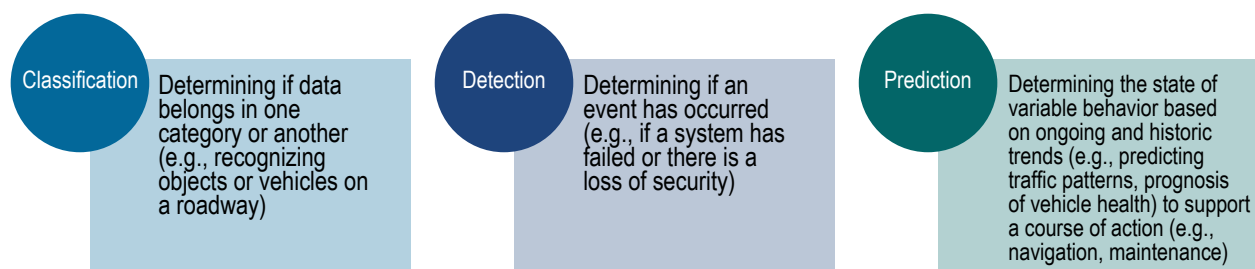 Classification
Determining if data
belongs in one
category or another
(e.g., recognizing
objects or vehicles on
a roadway)
Detection
Determining if an
event has occurred
(e.g., if a system has
failed or there is a
loss of security)
Prediction
Determining the state of
variable behavior based
on ongoing and historic
trends (e.g., predicting
traffic patterns, prognosis
of vehicle health) to support
a course of action (e.g.,
navigation, maintenance)